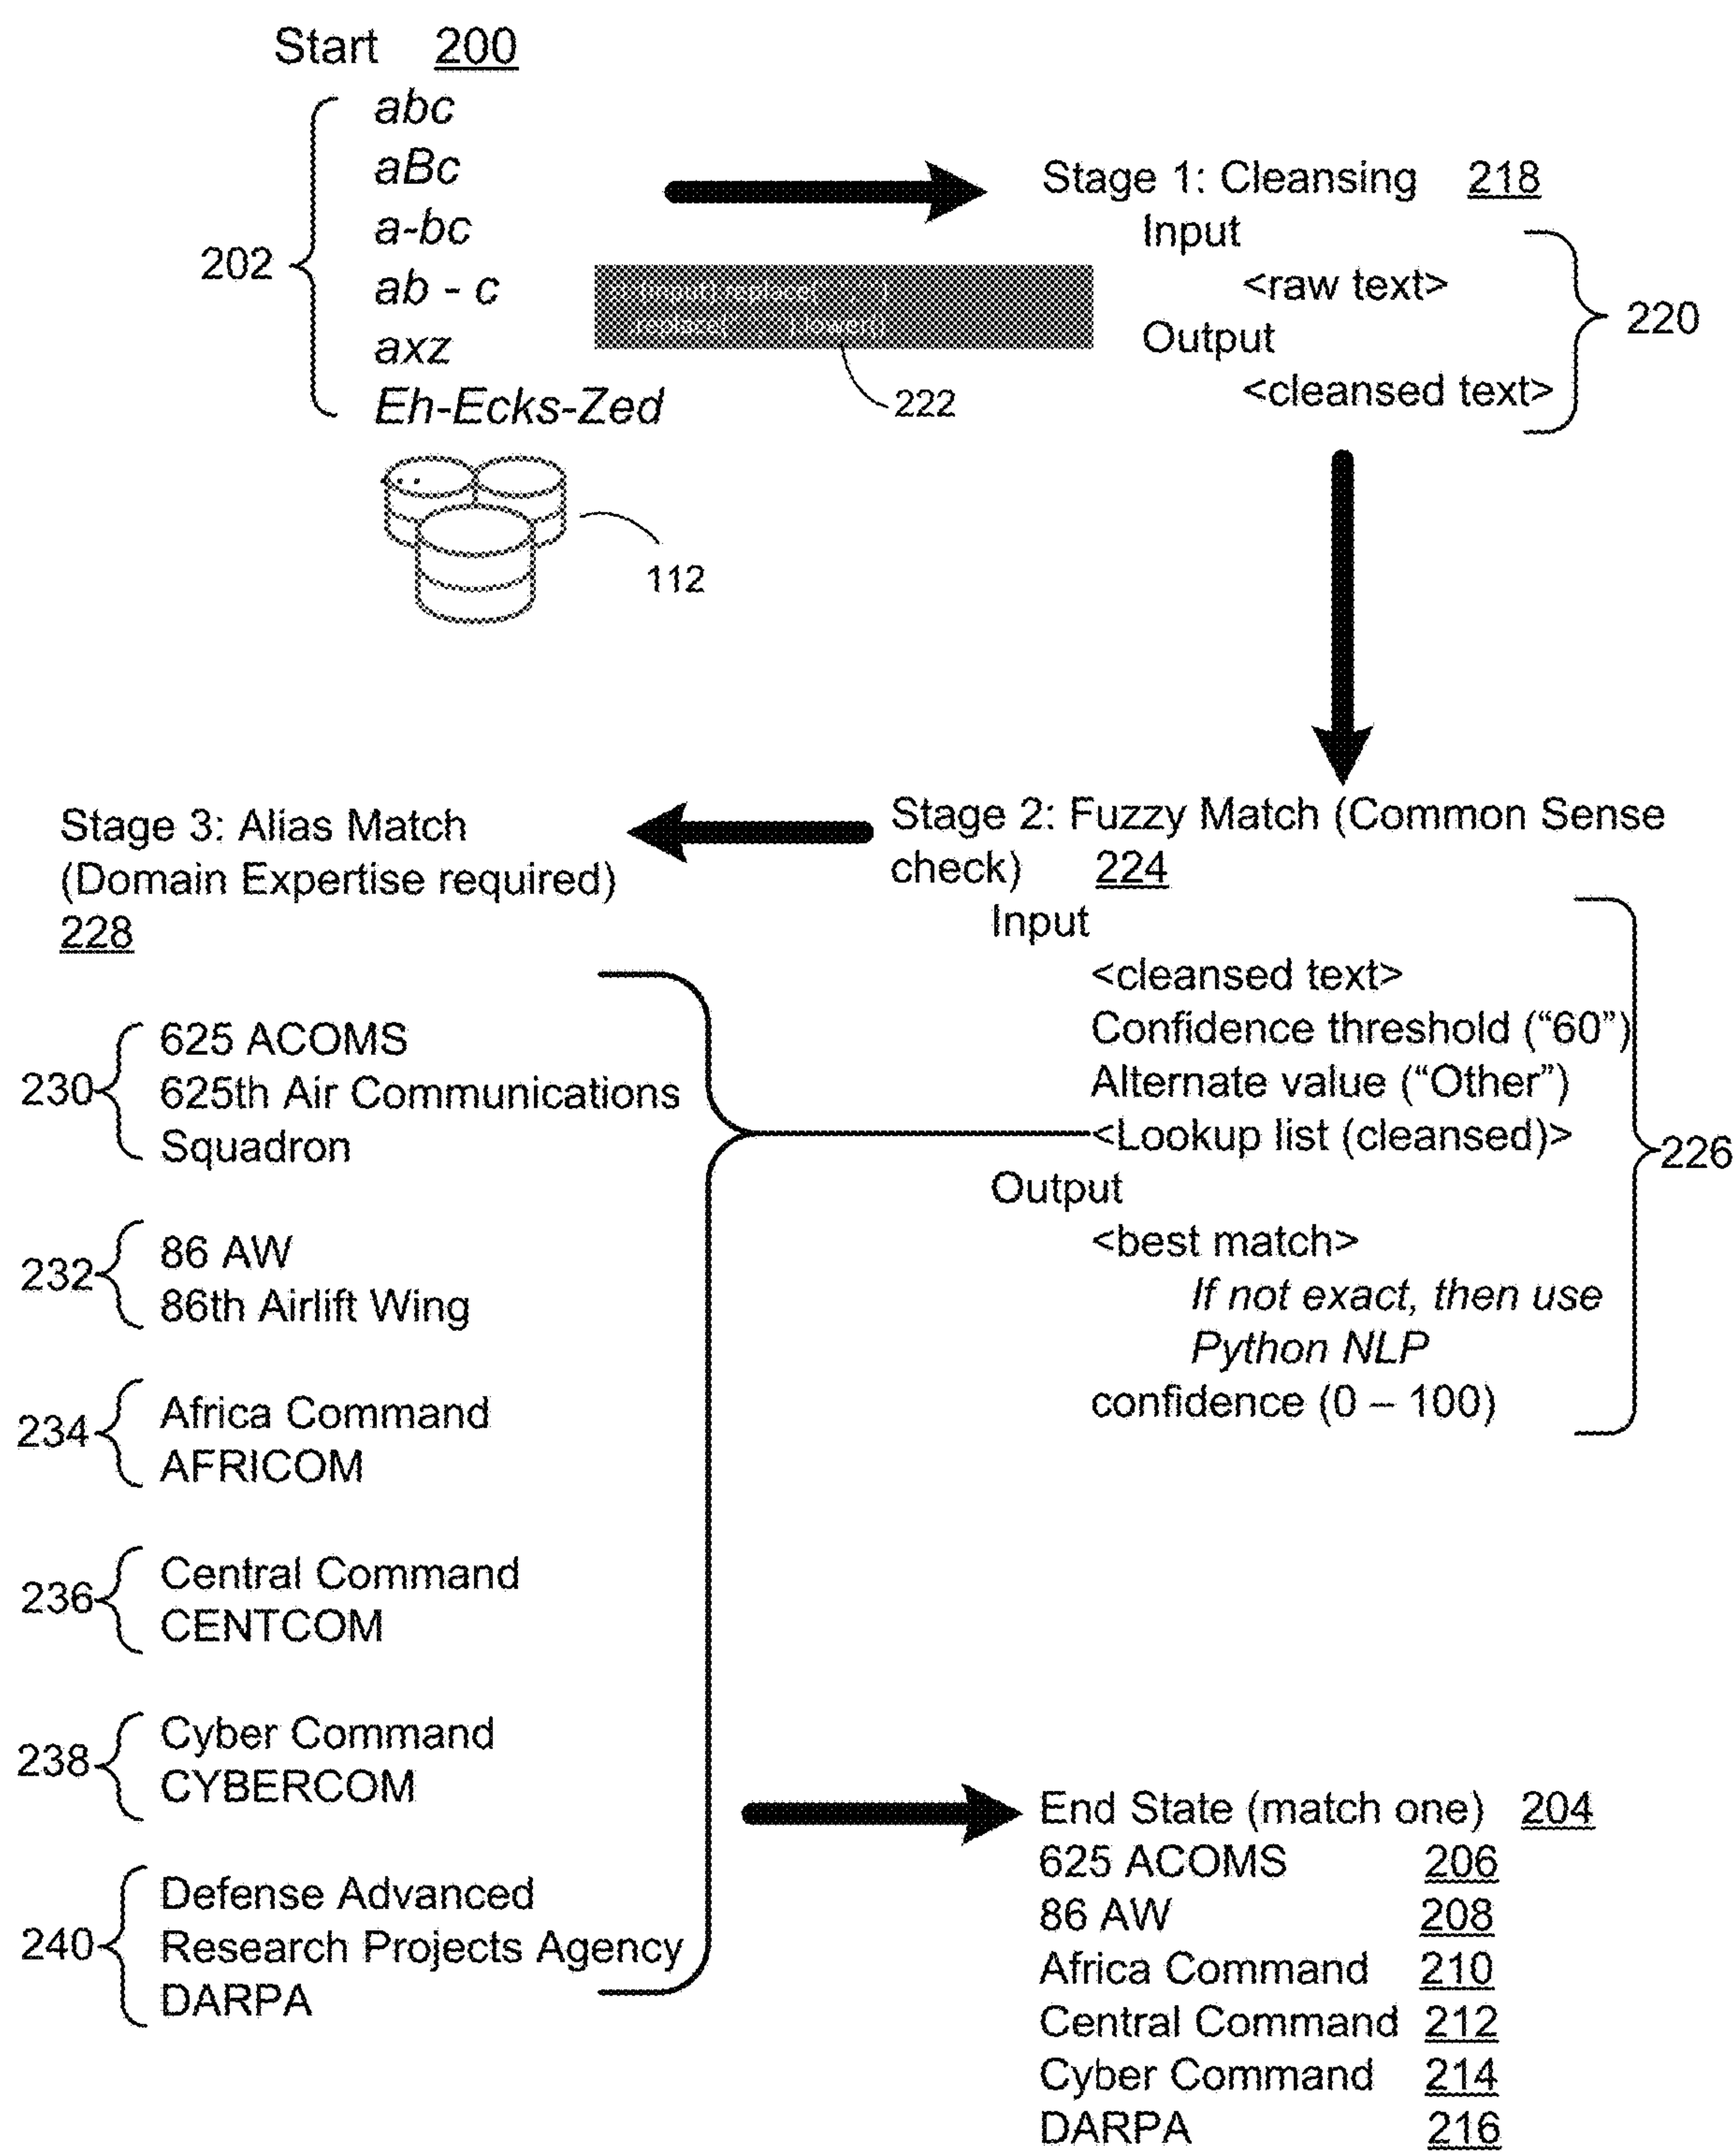 Start 200
abc
aBc
a-bc
202
ab - c
axz
Eh-Ecks-Zed
...
112
222
Stage 1: Cleansing 218
Input
<raw text>
220
Output
<cleansed text>
Stage 2: Fuzzy Match (Common Sense
check) 224
Input
<cleansed text>
Confidence threshold (“60”)
Alternate value (“Other”)
<Lookup list (cleansed)>
226
Output
<best match>
If not exact, then use
Python NLP
confidence (0 – 100)
Stage 3: Alias Match
(Domain Expertise required)
228
625 ACOMS
230
625th Air Communications
Squadron
86 AW
232
86th Airlift Wing
Africa Command
234
AFRICOM
Central Command
236
CENTCOM
Cyber Command
238
CYBERCOM
Defense Advanced
240
Research Projects Agency
DARPA
End State (match one) 204
625 ACOMS 206
86 AW 208
Africa Command 210
Central Command 212
Cyber Command 214
DARPA 216